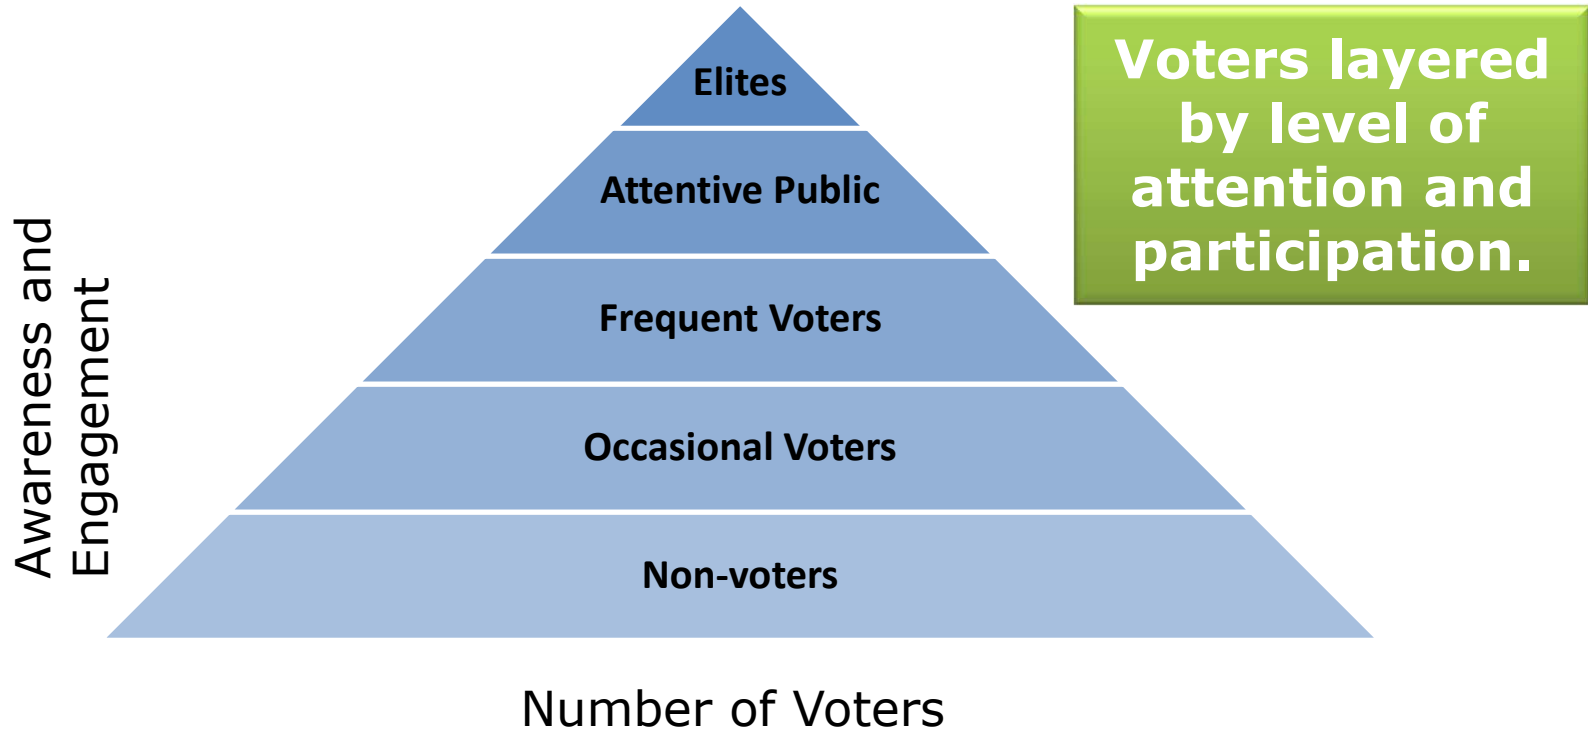 Elites
Attentive Public
Frequent Voters
Occasional Voters
Non-voters
Awareness and
Engagement
Number of Voters
Voters layered
by level of
attention and
participation.